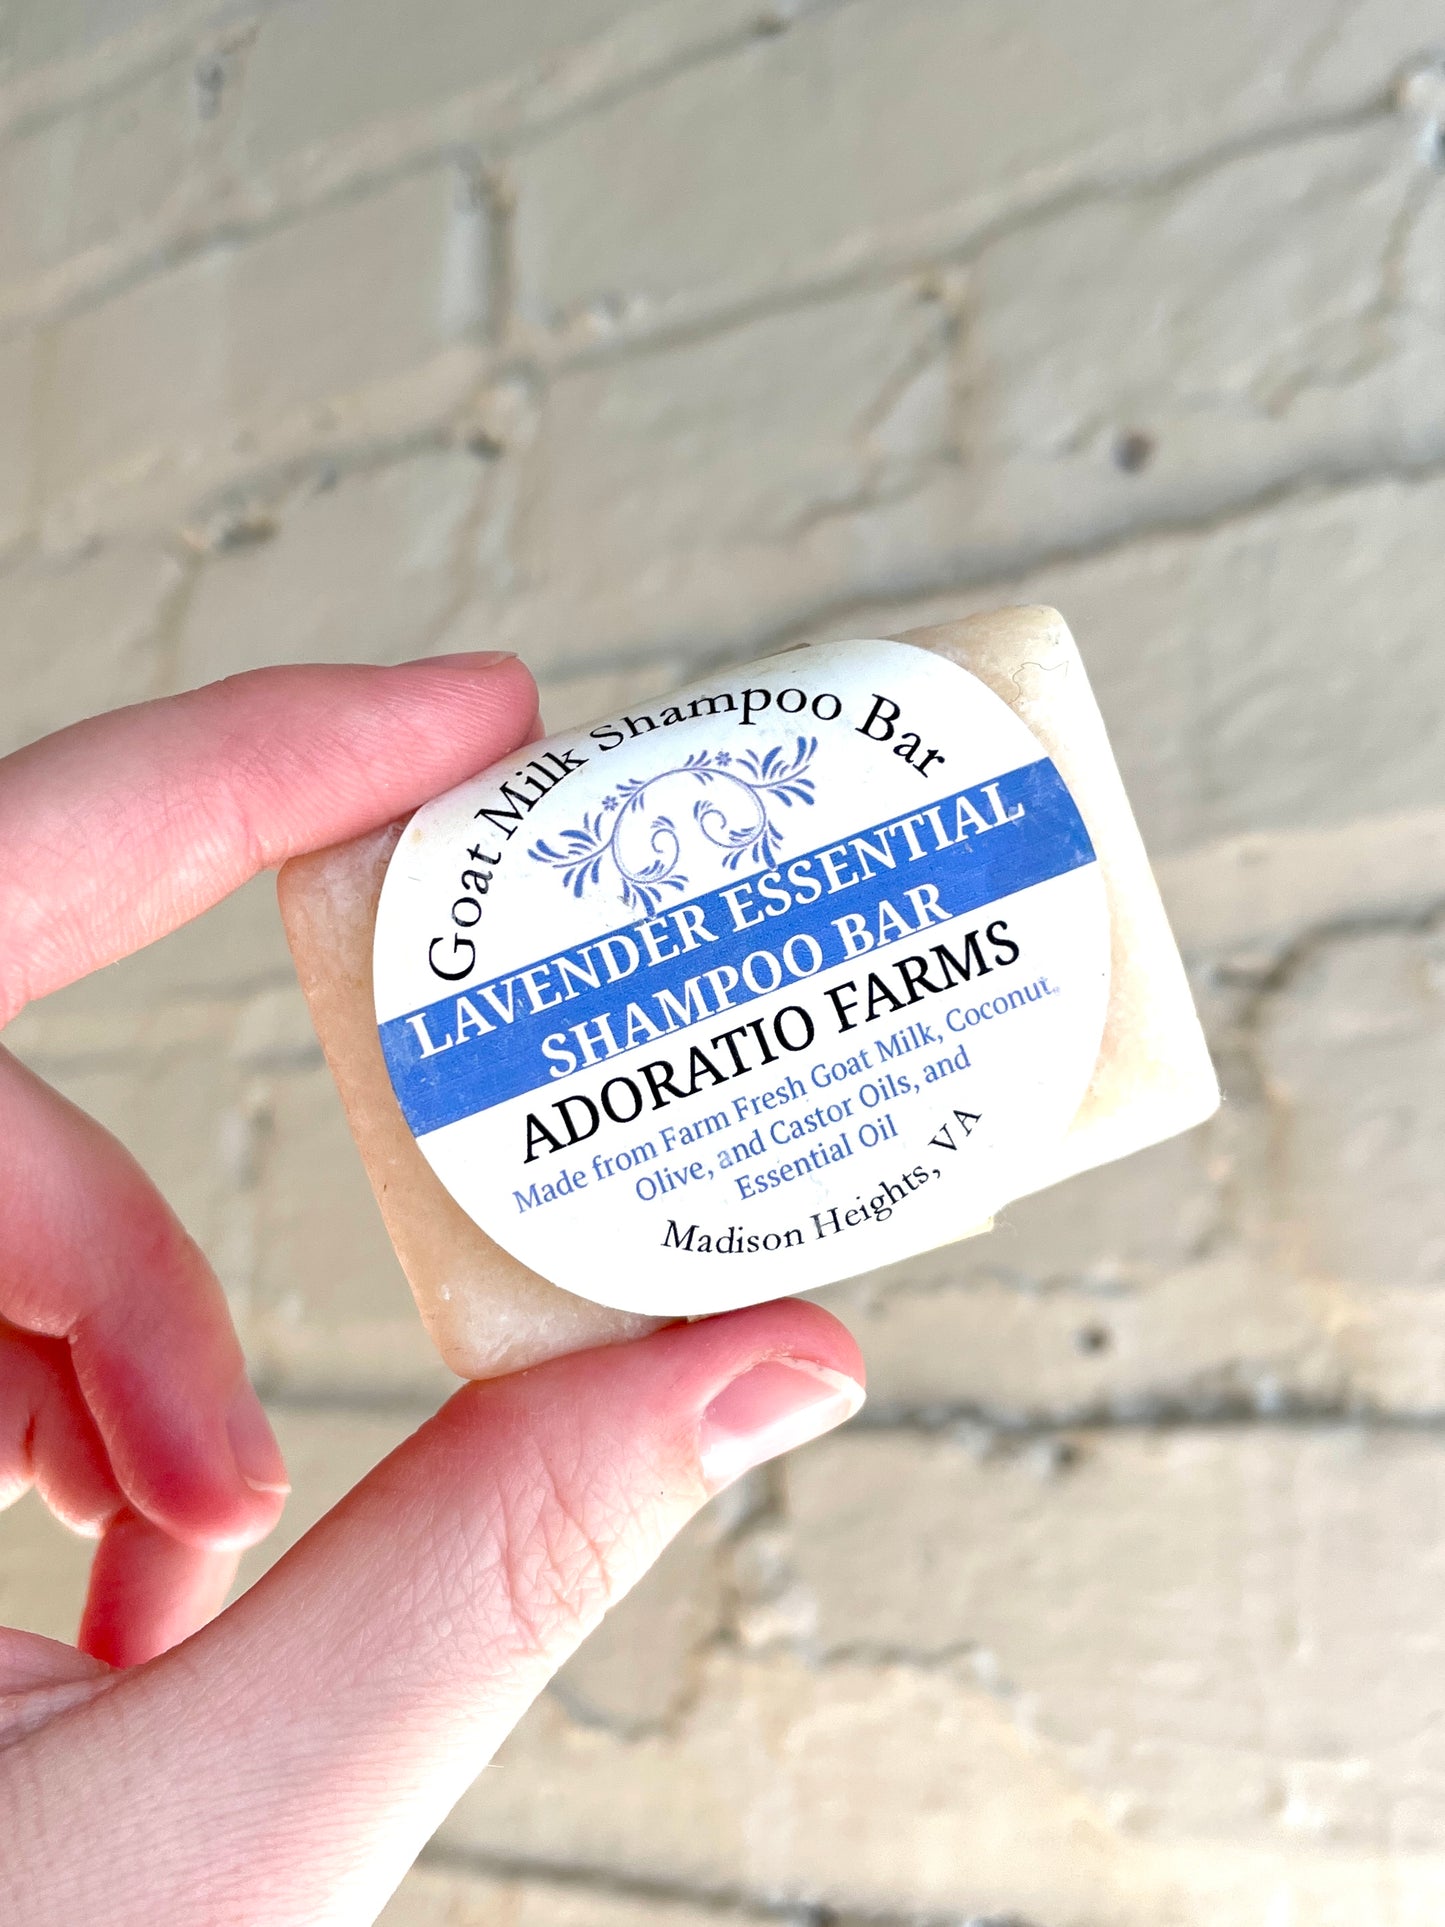 Goat Milk Shampoo Bar
LAVENDER ESSENTIAL
SHAMPOO BAR
ADORATIO FARMS
Made from Farm Fresh Goat Milk, Coconut,
Olive, and Castor Oils, and
Essential Oil
Madison Heights, VA